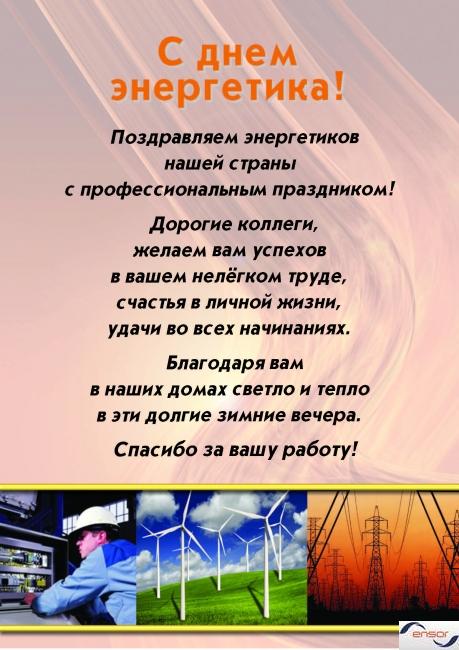 С днем
энергетика!
Поздравляем энергетиков
нашей страны
с профессиональным праздником!
Дорогие коллеги,
желаем вам успехов
в вашем нелёгком труде,
счастья в личной жизни,
удачи во всех начинаниях.
Благодаря вам
в наших домах светло и тепло
в эти долгие зимние вечера.
Спасибо за вашу работу!
ensor